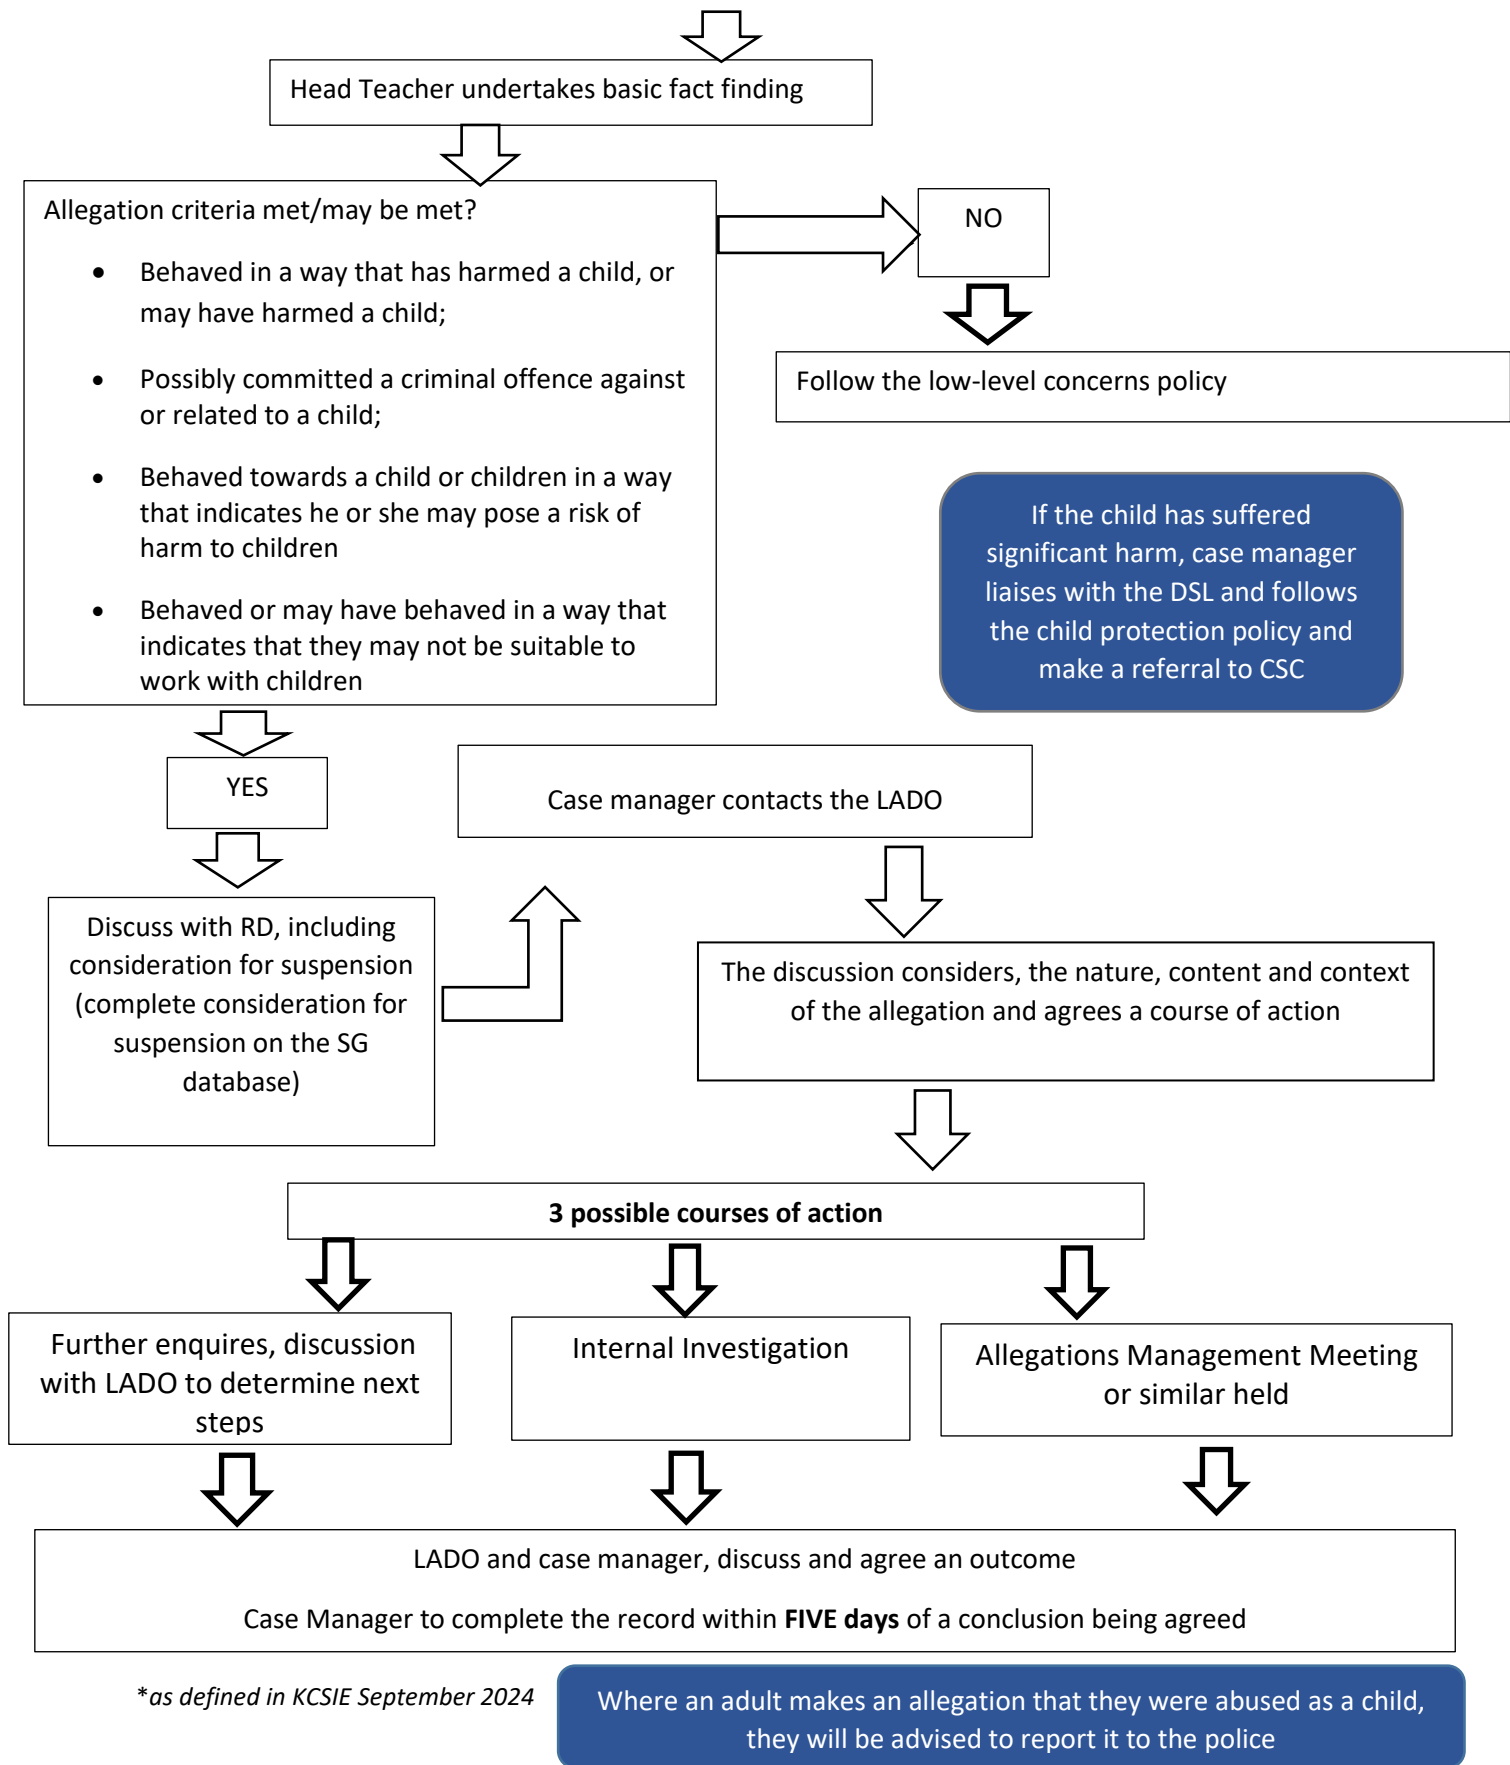 Head Teacher undertakes basic fact finding
Allegation criteria met/may be met?
• Behaved in a way that has harmed a child, or
may have harmed a child;
• Possibly committed a criminal offence against
or related to a child;
• Behaved towards a child or children in a way
that indicates he or she may pose a risk of
harm to children
• Behaved or may have behaved in a way that
indicates that they may not be suitable to
work with children
NO
Follow the low-level concerns policy
If the child has suffered
significant harm, case manager
liaises with the DSL and follows
the child protection policy and
make a referral to CSC
YES
Discuss with RD, including
consideration for suspension
(complete consideration for
suspension on the SG
database)
Case manager contacts the LADO
The discussion considers, the nature, content and context
of the allegation and agrees a course of action
3 possible courses of action
Further enquires, discussion
with LADO to determine next
steps
Internal Investigation
Allegations Management Meeting
or similar held
LADO and case manager, discuss and agree an outcome
Case Manager to complete the record within FIVE days of a conclusion being agreed
*as defined in KCSIE September 2024
Where an adult makes an allegation that they were abused as a child,
they will be advised to report it to the police